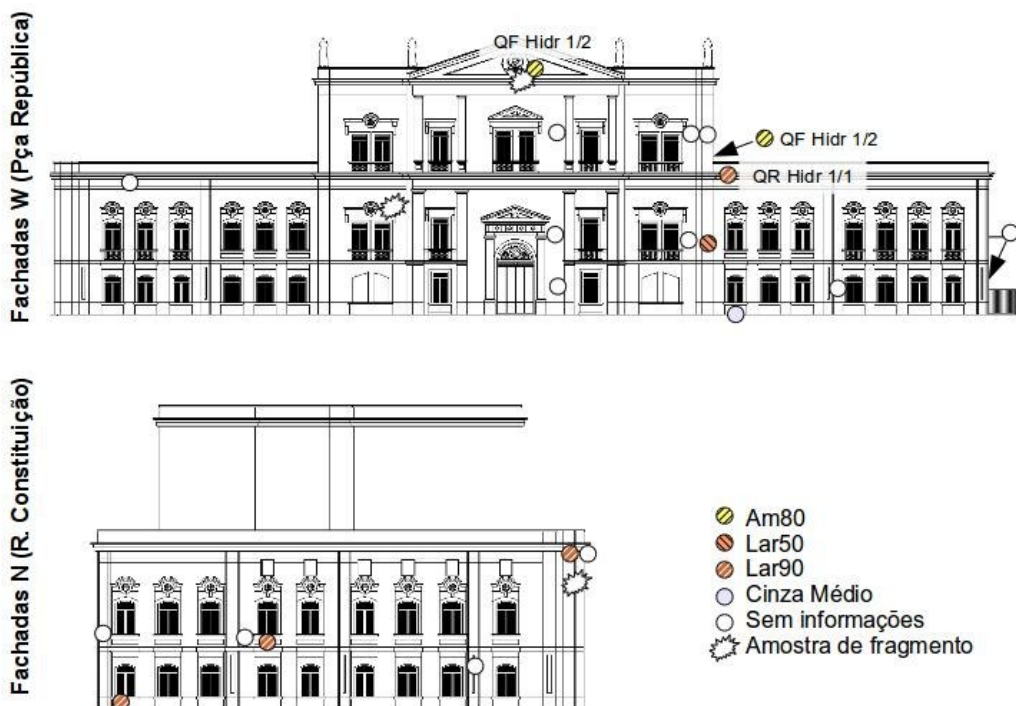 Fachadas W (Pça República)
QF Hidr 1/2
QF Hidr 1/2
QR Hidr 1/1
Fachadas N (R. Constituição)
Am80
Lar50
Lar90
Cinza Médio
Sem informações
Amostra de fragmento